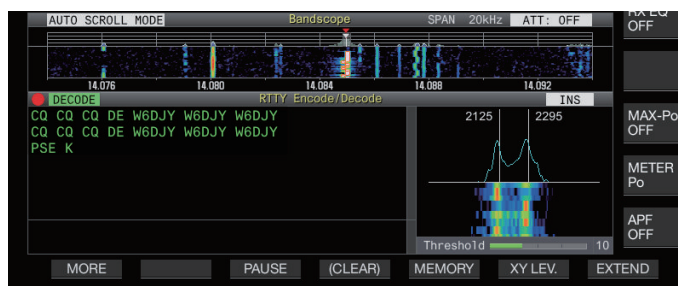 AUTO SCROLL MODE Bandscope SPAN 20kHz ATT: OFF
RX EQ
OFF
14.076 14.080 14.084 14.088 14.092
DECODE RTTY Encode/Decode INS
CQ CQ CQ DE W6DJY W6DJY W6DJY
CQ CQ CQ DE W6DJY W6DJY W6DJY
PSE K
2125 2295
MAX-Po
OFF
METER
Po
APF
OFF
Threshold 10
MORE PAUSE (CLEAR) MEMORY XY LEV. EXTEND